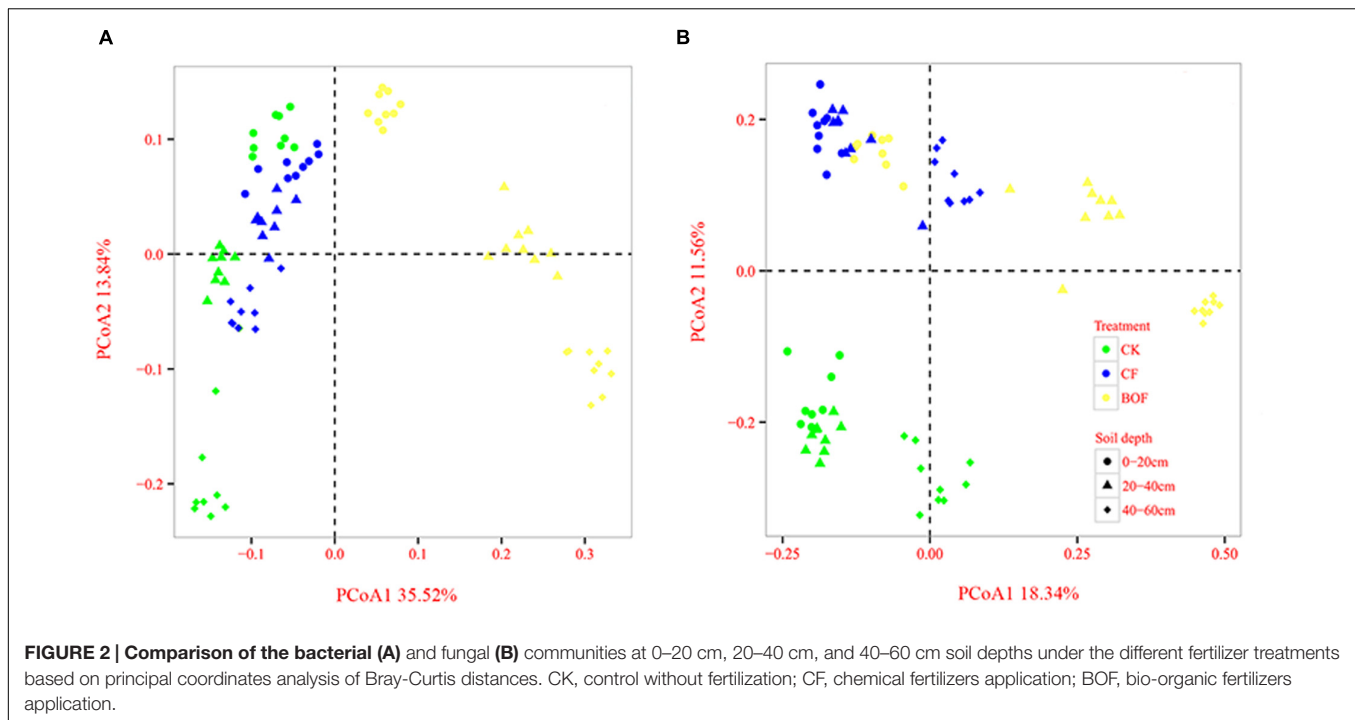 A
B
0.1
0.0
−0.1
−0.2
PCoA2 13.84%
−0.1
0.0
0.1
0.2
0.3
PCoA1 35.52%
0.2
0.0
−0.2
PCoA2 11.56%
−0.25
0.00
0.25
0.50
PCoA1 18.34%
Treatment
CK
CF
BOF
Soil depth
0−20cm
20−40cm
40−60cm
FIGURE 2 | Comparison of the bacterial (A) and fungal (B) communities at 0–20 cm, 20–40 cm, and 40–60 cm soil depths under the different fertilizer treatments
based on principal coordinates analysis of Bray-Curtis distances. CK, control without fertilization; CF, chemical fertilizers application; BOF, bio-organic fertilizers
application.